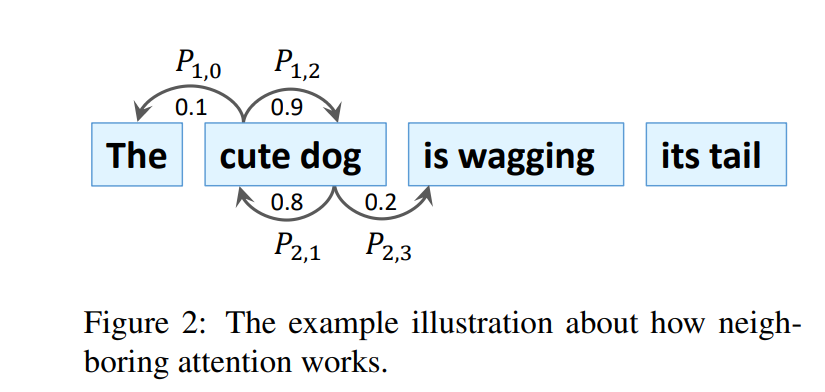 P1,0 P1,2
0.1 0.9
The cute dog is wagging its tail
0.8 0.2
P2,1 P2,3
Figure 2: The example illustration about how neigh-
boring attention works.